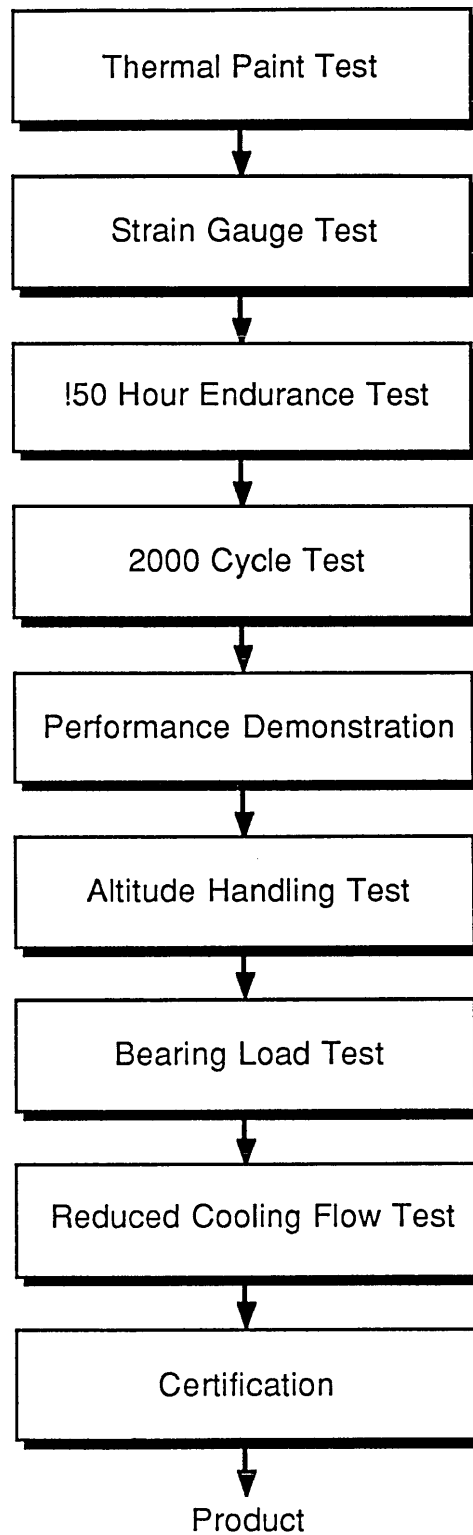 Thermal Paint Test
Strain Gauge Test
!50 Hour Endurance Test
2000 Cycle Test
Performance Demonstration
Altitude Handling Test
Bearing Load Test
Reduced Cooling Flow Test
Certification
Product